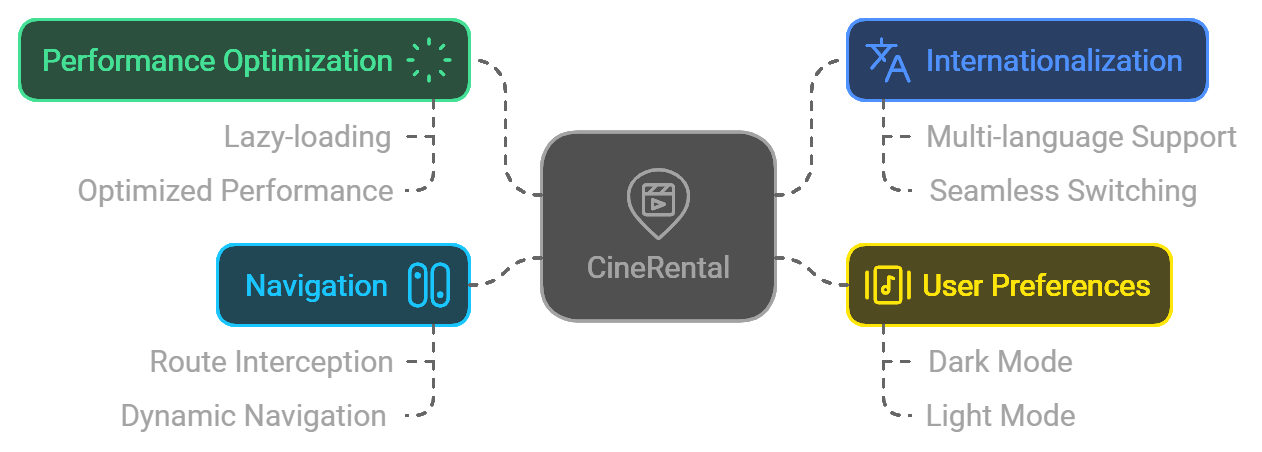 Performance Optimization
Lazy-loading
Optimized Performance
Navigation
Route Interception
Dynamic Navigation
CineRental
Internationalization
Multi-language Support
Seamless Switching
User Preferences
Dark Mode
Light Mode